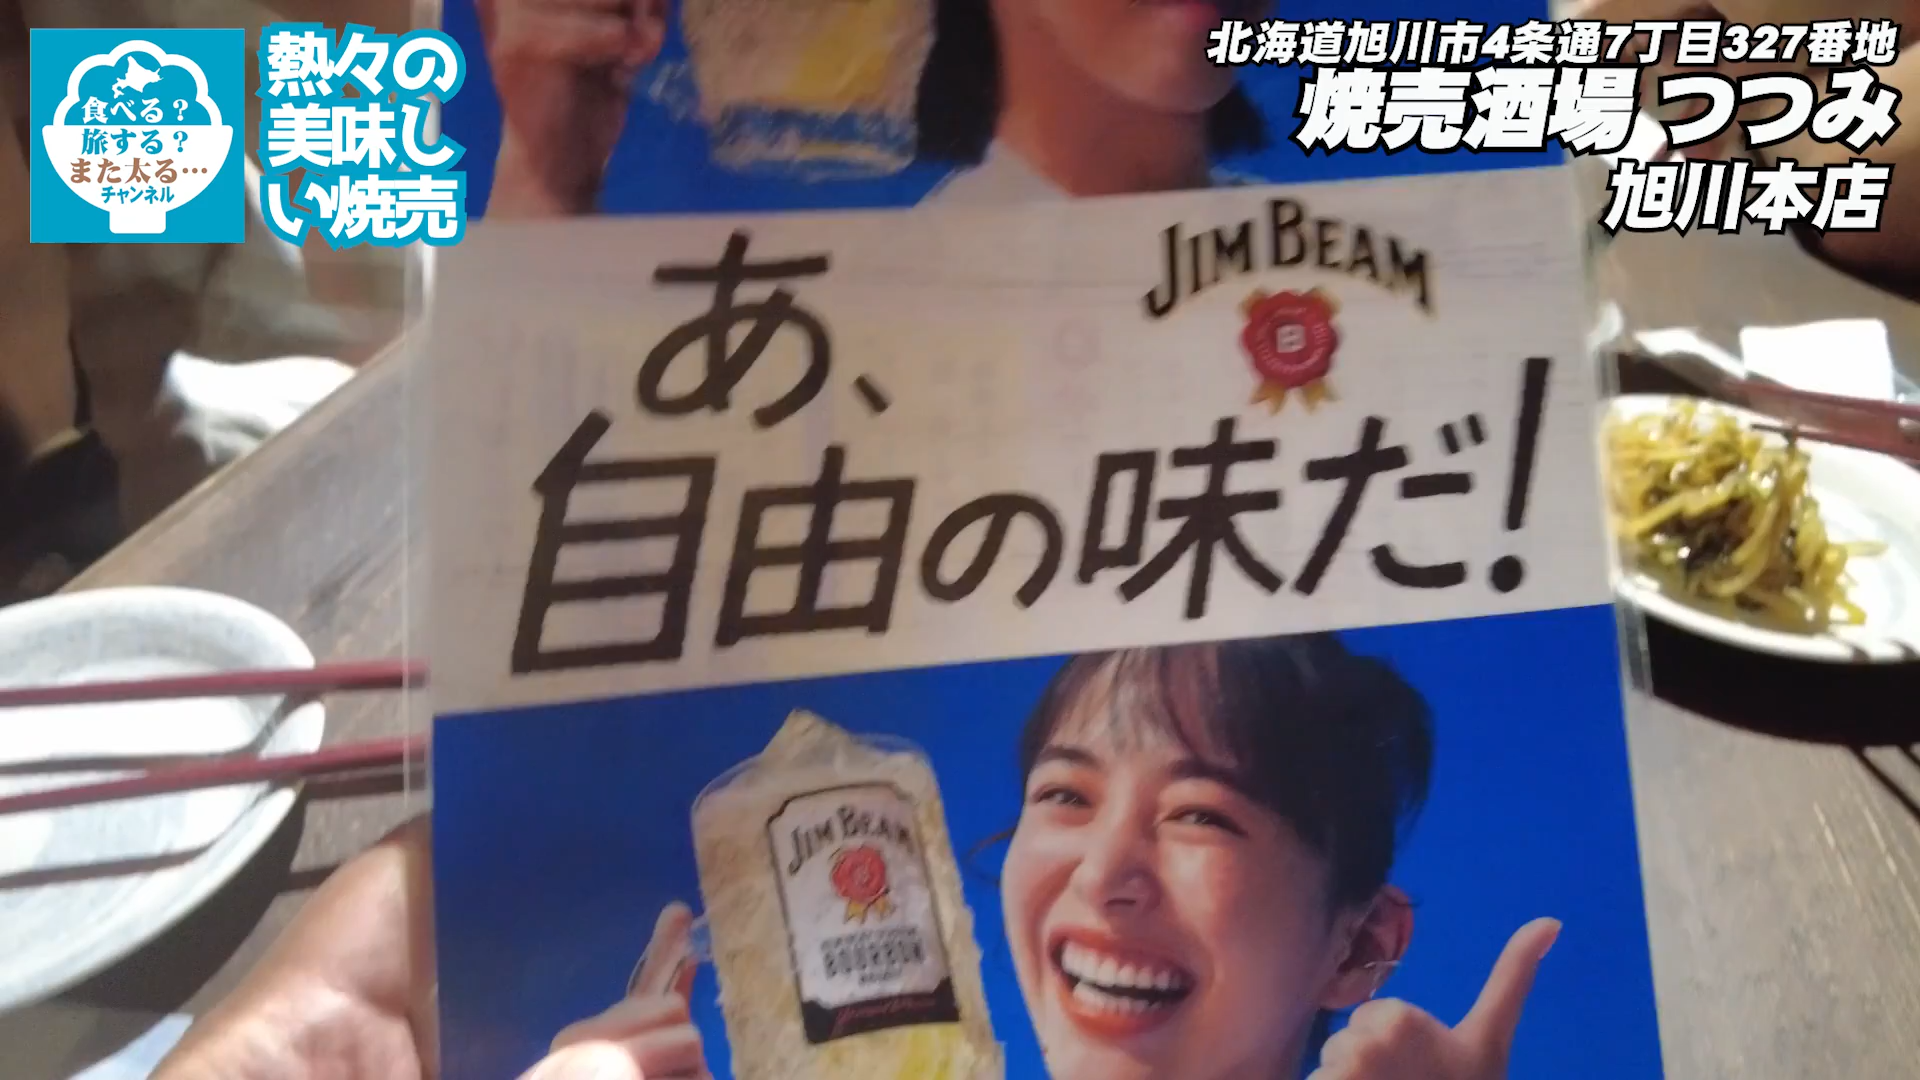 食べる?
旅する?
また太る…
チャンネル
熱々の
美味し
い焼売
北海道旭川市4条通7丁目327番地
焼売酒場 つつみ
旭川本店
JIM BEAM
あ、
自由の味だ!
JIM BEAM
BOURBON